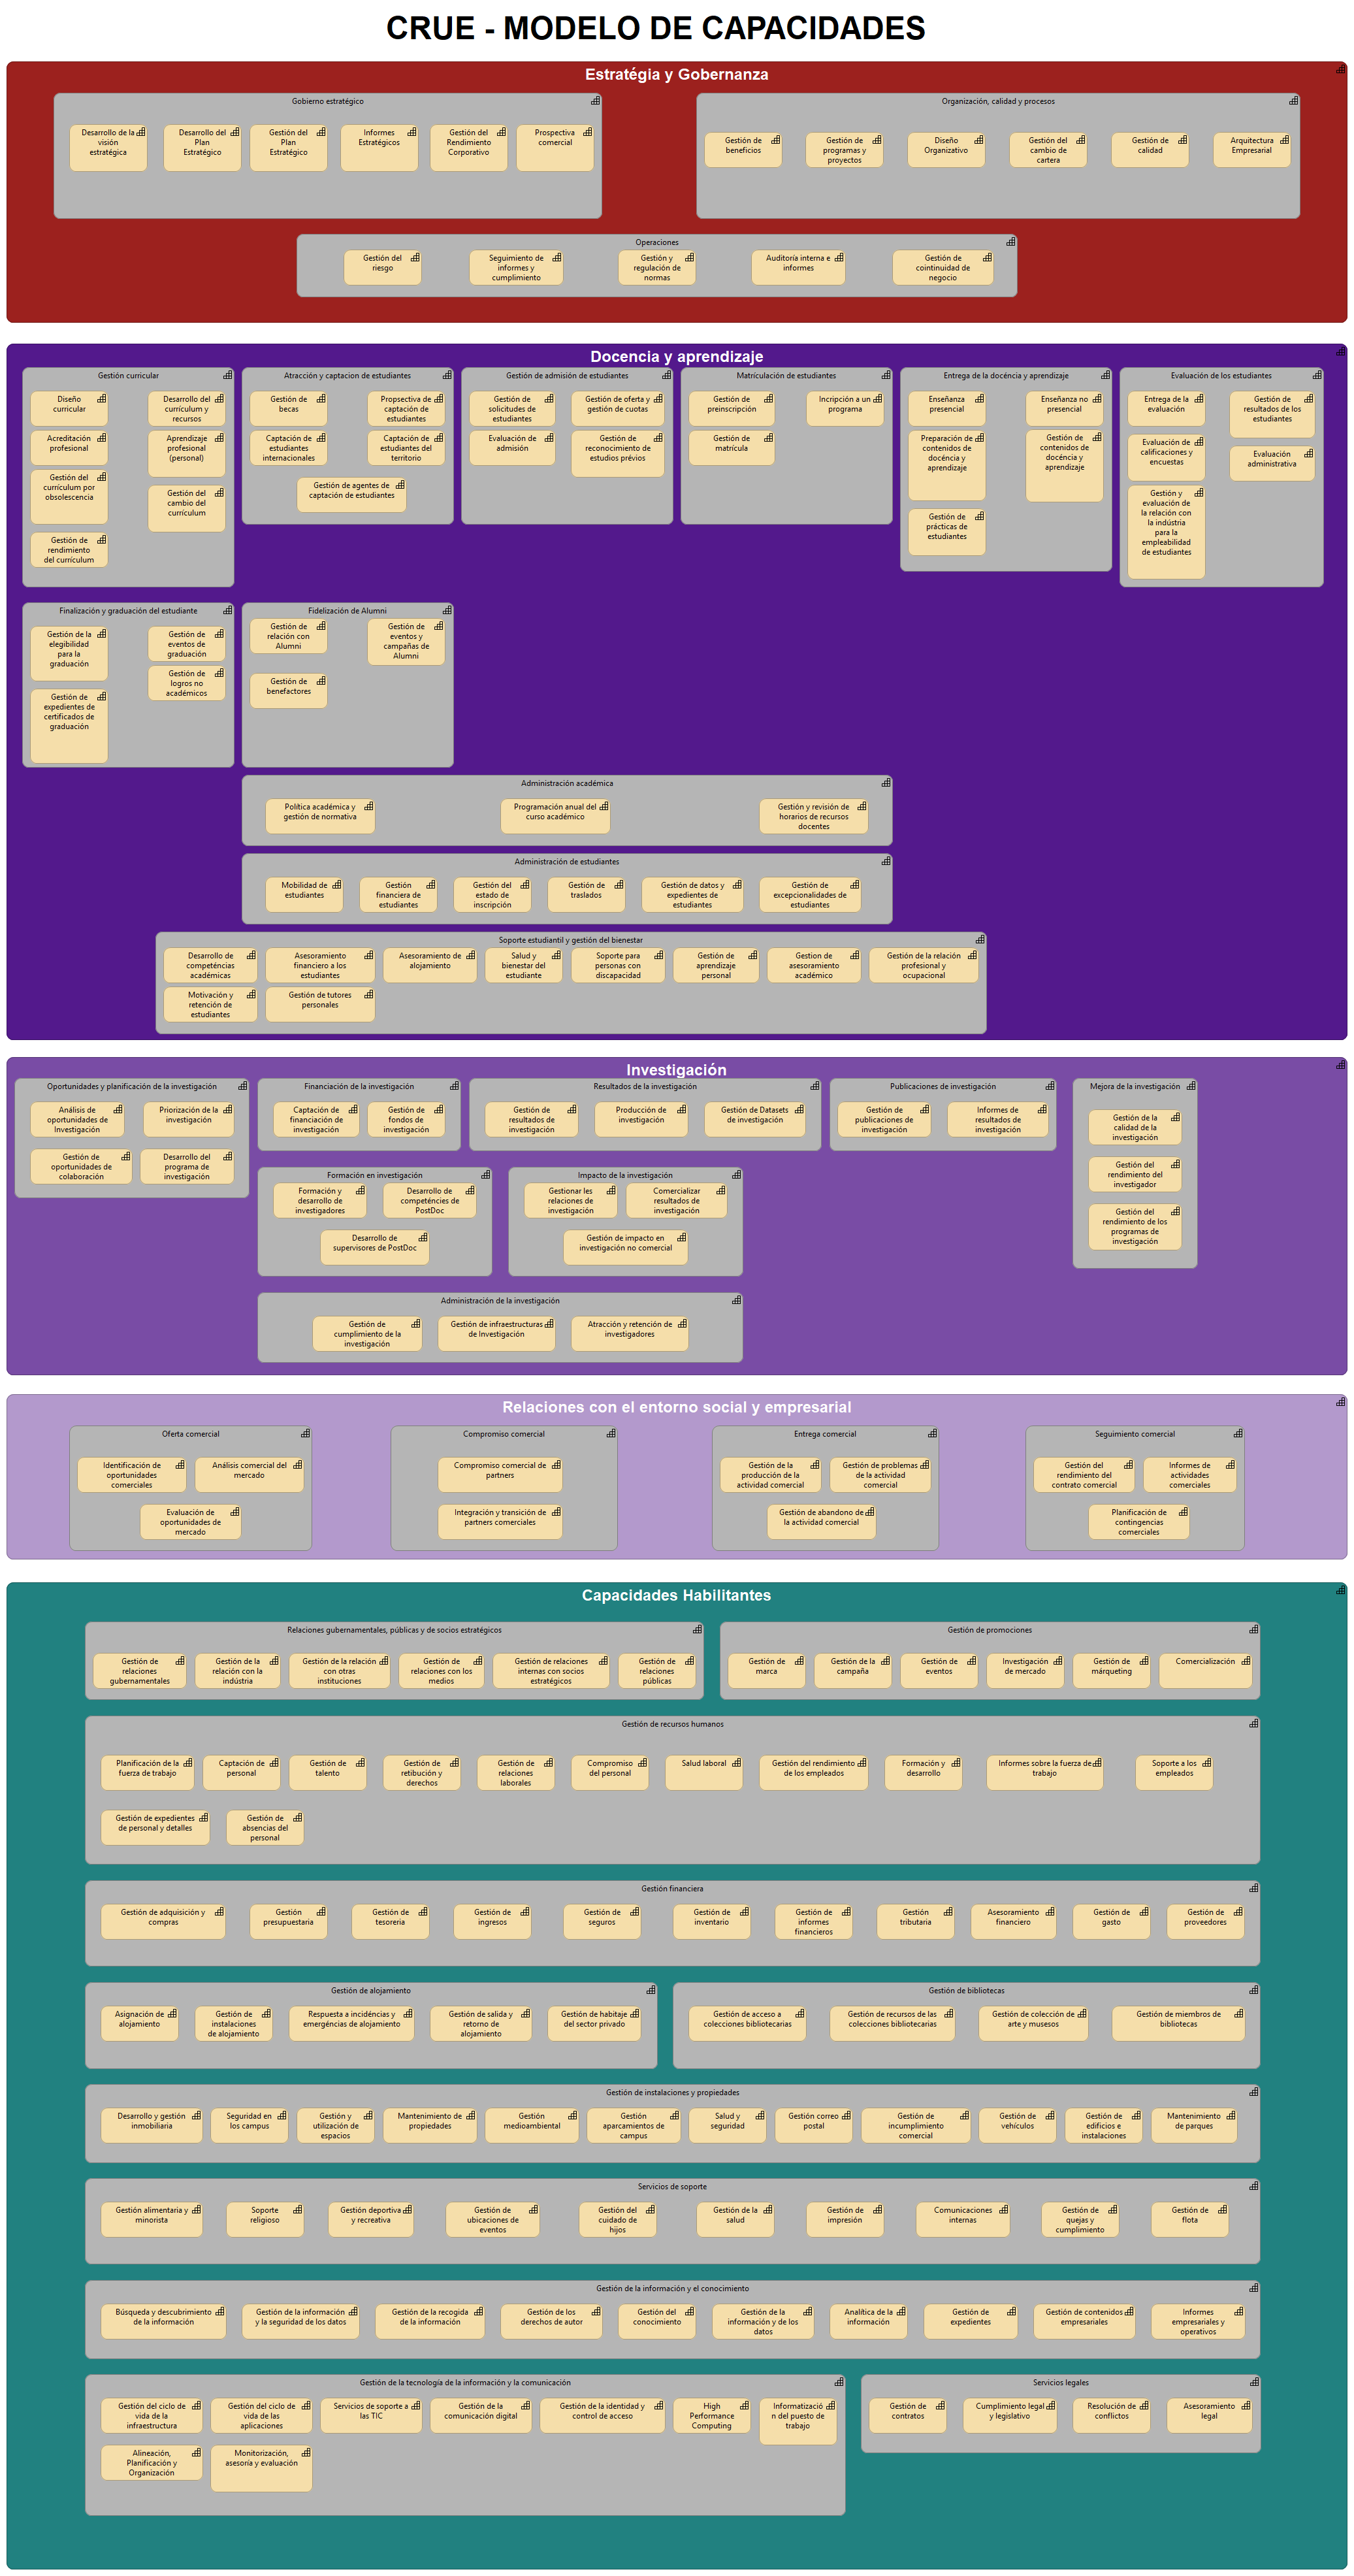 CRUE - MODELO DE CAPACIDADES
Estratégia y Gobernanza
Gobierno estratégico
Desarrollo de la
visión
estratégica
Desarrollo del
Plan
Estratégico
Gestión del
Plan
Estratégico
Informes
Estratégicos
Gestión del
Rendimiento
Corporativo
Prospectiva
comercial
Organización, calidad y procesos
Gestión de
beneficios
Gestión de
programas y
proyectos
Diseño
Organizativo
Gestión del
cambio de
cartera
Gestión de
calidad
Arquitectura
Empresarial
Operaciones
Gestión del
riesgo
Seguimiento de
informes y
cumplimiento
Gestión y
regulación de
normas
Auditoría interna e
informes
Gestión de
cointinuidad de
negocio
Docencia y aprendizaje
Gestión curricular
Diseño
curricular
Desarrollo del
currículum y
recursos
Acreditación
profesional
Aprendizaje
profesional
(personal)
Gestión del
currículum por
obsolescencia
Gestión del
cambio del
currículum
Gestión de
rendimiento
del currículum
Atracción y captacion de estudiantes
Gestión de
becas
Propsectiva de
captación de
estudiantes
Captación de
estudiantes
internacionales
Captación de
estudiantes del
territorio
Gestión de agentes de
captación de estudiantes
Gestión de admisión de estudiantes
Gestión de
solicitudes de
estudiantes
Gestión de oferta y
gestión de cuotas
Evaluación de
admisión
Gestión de
reconocimiento de
estudios prévios
Matrículación de estudiantes
Gestión de
preinscripción
Incripción a un
programa
Gestión de
matrícula
Entrega de la docéncia y aprendizaje
Enseñanza
presencial
Enseñanza no
presencial
Preparación de
contenidos de
docéncia y
aprendizaje
Gestión de
contenidos de
docéncia y
aprendizaje
Gestión de
prácticas de
estudiantes
Evaluación de los estudiantes
Entrega de la
evaluación
Gestión de
resultados de los
estudiantes
Evaluación de
calificaciones y
encuestas
Evaluación
administrativa
Gestión y
evaluación de
la relación con
la indústria
para la
empleabilidad
de estudiantes
Finalización y graduación del estudiante
Gestión de la
elegibilidad
para la
graduación
Gestión de
eventos de
graduación
Gestión de
logros no
académicos
Gestión de
expedientes de
certificados de
graduación
Fidelización de Alumni
Gestión de
relación con
Alumni
Gestión de
eventos y
campañas de
Alumni
Gestión de
benefactores
Administración académica
Política académica y
gestión de normativa
Programación anual del
curso académico
Gestión y revisión de
horarios de recursos
docentes
Administración de estudiantes
Mobilidad de
estudiantes
Gestión
financiera de
estudiantes
Gestión del
estado de
inscripción
Gestión de
traslados
Gestión de datos y
expedientes de
estudiantes
Gestión de
excepcionalidades de
estudiantes
Soporte estudiantil y gestión del bienestar
Desarrollo de
competéncias
académicas
Asesoramiento
financiero a los
estudiantes
Asesoramiento de
alojamiento
Salud y
bienestar del
estudiante
Soporte para
personas con
discapacidad
Gestión de
aprendizaje
personal
Gestion de
asesoramiento
académico
Gestión de la relación
profesional y
ocupacional
Motivación y
retención de
estudiantes
Gestión de tutores
personales
Investigación
Oportunidades y planificación de la investigación
Análisis de
oportunidades de
Investigación
Priorización de la
investigación
Gestión de
oportunidades de
colaboración
Desarrollo del
programa de
investigación
Financiación de la investigación
Captación de
financiación de
investigación
Gestión de
fondos de
investigación
Resultados de la investigación
Gestión de
resultados de
investigación
Producción de
investigación
Gestión de Datasets
de investigación
Publicaciones de investigación
Gestión de
publicaciones de
investigación
Informes de
resultados de
investigación
Mejora de la investigación
Gestión de la
calidad de la
investigación
Gestión del
rendimiento del
investigador
Gestión del
rendimiento de los
programas de
investigación
Formación en investigación
Formación y
desarrollo de
investigadores
Desarrollo de
competéncies de
PostDoc
Desarrollo de
supervisores de PostDoc
Impacto de la investigación
Gestionar les
relaciones de
investigación
Comercializar
resultados de
investigación
Gestión de impacto en
investigación no comercial
Administración de la investigación
Gestión de
cumplimiento de la
investigación
Gestión de infraestructuras
de Investigación
Atracción y retención de
investigadores
Relaciones con el entorno social y empresarial
Oferta comercial
Identificación de
oportunidades
comerciales
Análisis comercial del
mercado
Evaluación de
oportunidades de
mercado
Compromiso comercial
Compromiso comercial de
partners
Integración y transición de
partners comerciales
Entrega comercial
Gestión de la
producción de la
actividad comercial
Gestión de problemas
de la actividad
comercial
Gestión de abandono de
la actividad comercial
Seguimiento comercial
Gestión del
rendimiento del
contrato comercial
Informes de
actividades
comerciales
Planificación de
contingencias
comerciales
Capacidades Habilitantes
Relaciones gubernamentales, públicas y de socios estratégicos
Gestión de
relaciones
gubernamentales
Gestión de la
relación con la
indústria
Gestión de la relación
con otras
instituciones
Gestión de
relaciones con los
medios
Gestión de relaciones
internas con socios
estratégicos
Gestión de
relaciones
públicas
Gestión de promociones
Gestión de
marca
Gestión de la
campaña
Gestión de
eventos
Investigación
de mercado
Gestión de
márqueting
Comercialización
Gestión de recursos humanos
Planificación de la
fuerza de trabajo
Captación de
personal
Gestión de
talento
Gestión de
retibución y
derechos
Gestión de
relaciones
laborales
Compromiso
del personal
Salud laboral
Gestión del rendimiento
de los empleados
Formación y
desarrollo
Informes sobre la fuerza de
trabajo
Soporte a los
empleados
Gestión de expedientes
de personal y detalles
Gestión de
absencias del
personal
Gestión financiera
Gestión de adquisición y
compras
Gestión
presupuestaria
Gestión de
tesoreria
Gestión de
ingresos
Gestión de
seguros
Gestión de
inventario
Gestión de
informes
financieros
Gestión
tributaria
Asesoramiento
financiero
Gestión de
gasto
Gestión de
proveedores
Gestión de alojamiento
Asignación de
alojamiento
Gestión de
instalaciones
de alojamiento
Respuesta a incidéncias y
emergéncias de alojamiento
Gestión de salida y
retorno de
alojamiento
Gestión de habitaje
del sector privado
Gestión de bibliotecas
Gestión de acceso a
colecciones bibliotecarias
Gestión de recursos de las
colecciones bibliotecarias
Gestión de colección de
arte y musesos
Gestión de miembros de
bibliotecas
Gestión de instalaciones y propiedades
Desarrollo y gestión
inmobiliaria
Seguridad en
los campus
Gestión y
utilización de
espacios
Mantenimiento de
propiedades
Gestión
medioambental
Gestión
aparcamientos de
campus
Salud y
seguridad
Gestión correo
postal
Gestión de
incumplimiento
comercial
Gestión de
vehículos
Gestión de
edificios e
instalaciones
Mantenimiento
de parques
Servicios de soporte
Gestión alimentaria y
minorista
Soporte
religioso
Gestión deportiva
y recreativa
Gestión de
ubicaciones de
eventos
Gestión del
cuidado de
hijos
Gestión de la
salud
Gestión de
impresión
Comunicaciones
internas
Gestión de
quejas y
cumplimiento
Gestión de
flota
Gestión de la información y el conocimiento
Búsqueda y descubrimiento
de la información
Gestión de la información
y la seguridad de los datos
Gestión de la recogida
de la información
Gestión de los
derechos de autor
Gestión del
conocimiento
Gestión de la
información y de los
datos
Analítica de la
información
Gestión de
expedientes
Gestión de contenidos
empresariales
Informes
empresariales y
operativos
Gestión de la tecnología de la información y la comunicación
Gestión del ciclo de
vida de la
infraestructura
Gestión del ciclo de
vida de las
aplicaciones
Servicios de soporte a
las TIC
Gestión de la
comunicación digital
Gestión de la identidad y
control de acceso
High
Performance
Computing
Informatizació
n del puesto de
trabajo
Alineación,
Planificación y
Organización
Monitorización,
asesoría y evaluación
Servicios legales
Gestión de
contratos
Cumplimiento legal
y legislativo
Resolución de
conflictos
Asesoramiento
legal